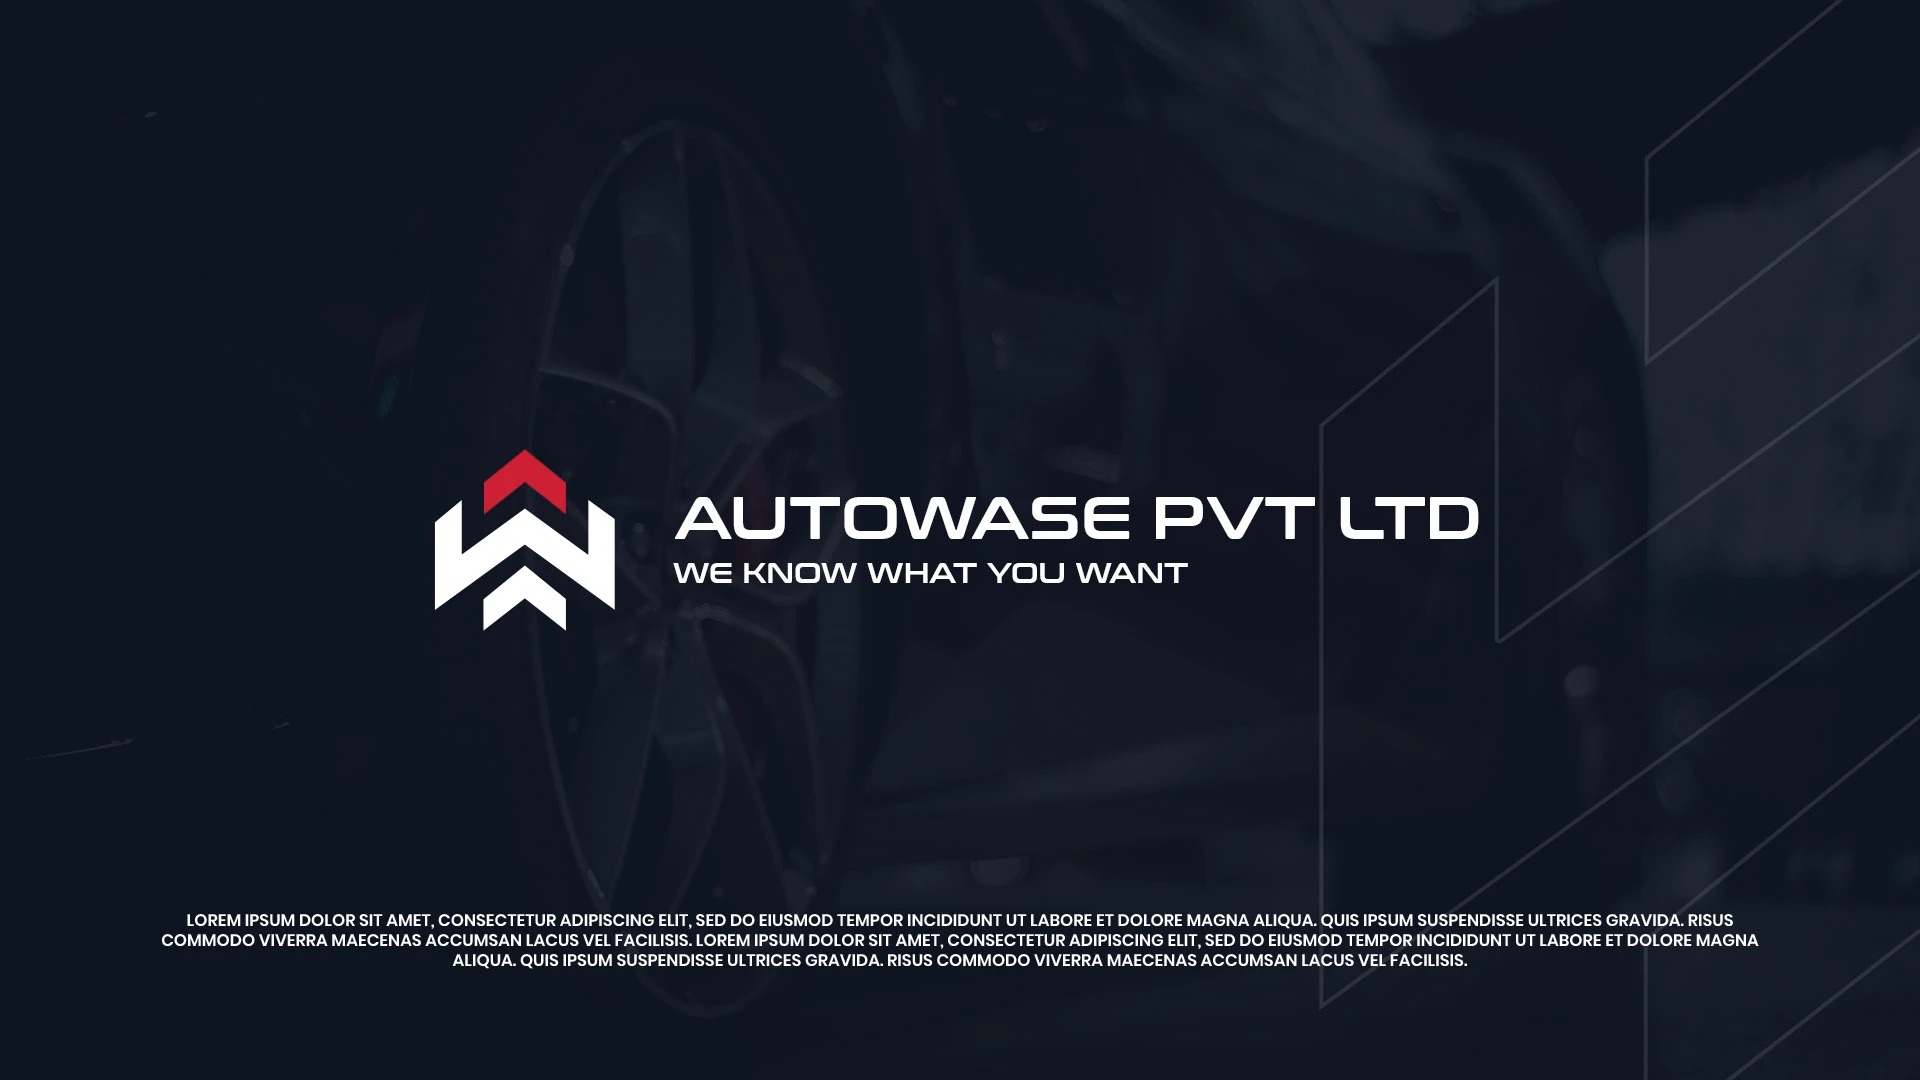 AUTOWASE PVT LTD
WE KNOW WHAT YOU WANT
LOREM IPSUM DOLOR SIT AMET, CONSECTETUR ADIPISCING ELIT, SED DO EIUSMOD TEMPOR INCIDIDUNT UT LABORE ET DOLORE MAGNA ALIQUA. QUIS IPSUM SUSPENDISSE ULTRICES GRAVIDA. RISUS
COMMODO VIVERRA MAECENAS ACCUMSAN LACUS VEL FACILISIS. LOREM IPSUM DOLOR SIT AMET, CONSECTETUR ADIPISCING ELIT, SED DO EIUSMOD TEMPOR INCIDIDUNT UT LABORE ET DOLORE MAGNA
ALIQUA. QUIS IPSUM SUSPENDISSE ULTRICES GRAVIDA. RISUS COMMODO VIVERRA MAECENAS ACCUMSAN LACUS VEL FACILISIS.